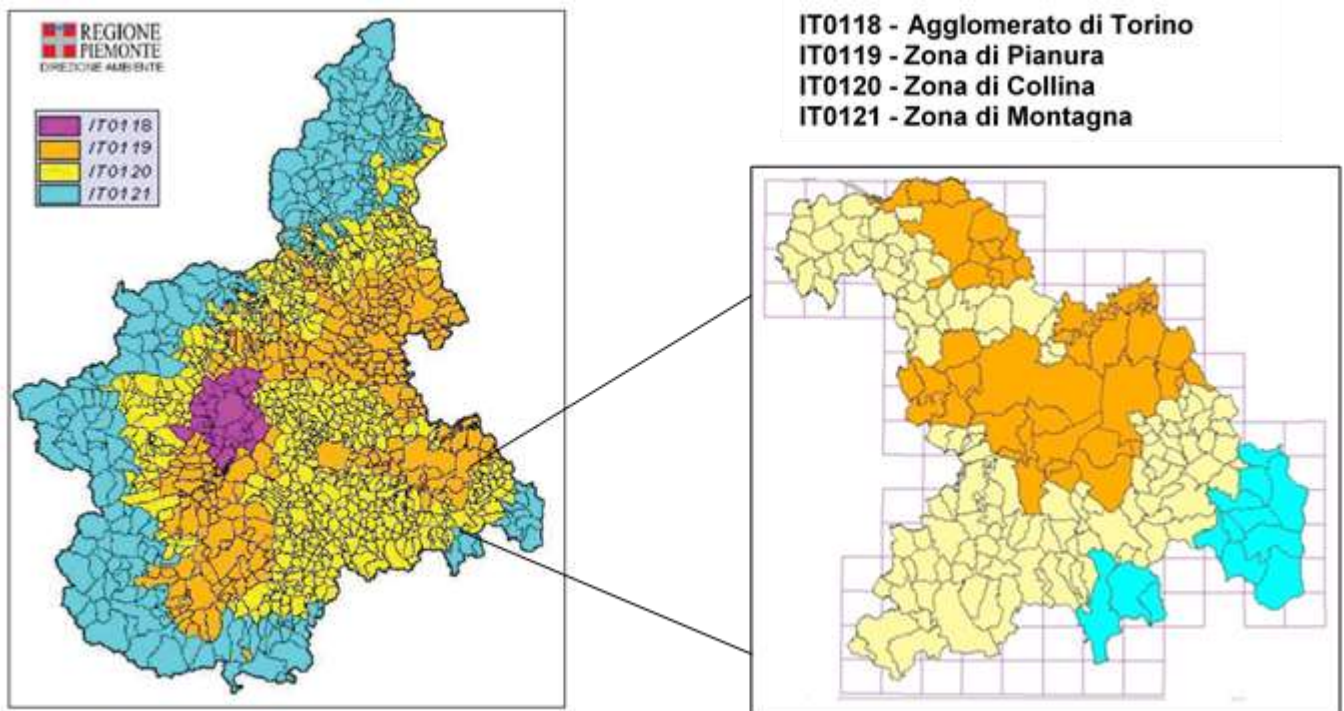 REGIONE
PIEMONTE
DIREZIONE AMBIENTE
IT0118
IT0119
IT0120
IT0121
IT0118 - Agglomerato di Torino
IT0119 - Zona di Pianura
IT0120 - Zona di Collina
IT0121 - Zona di Montagna